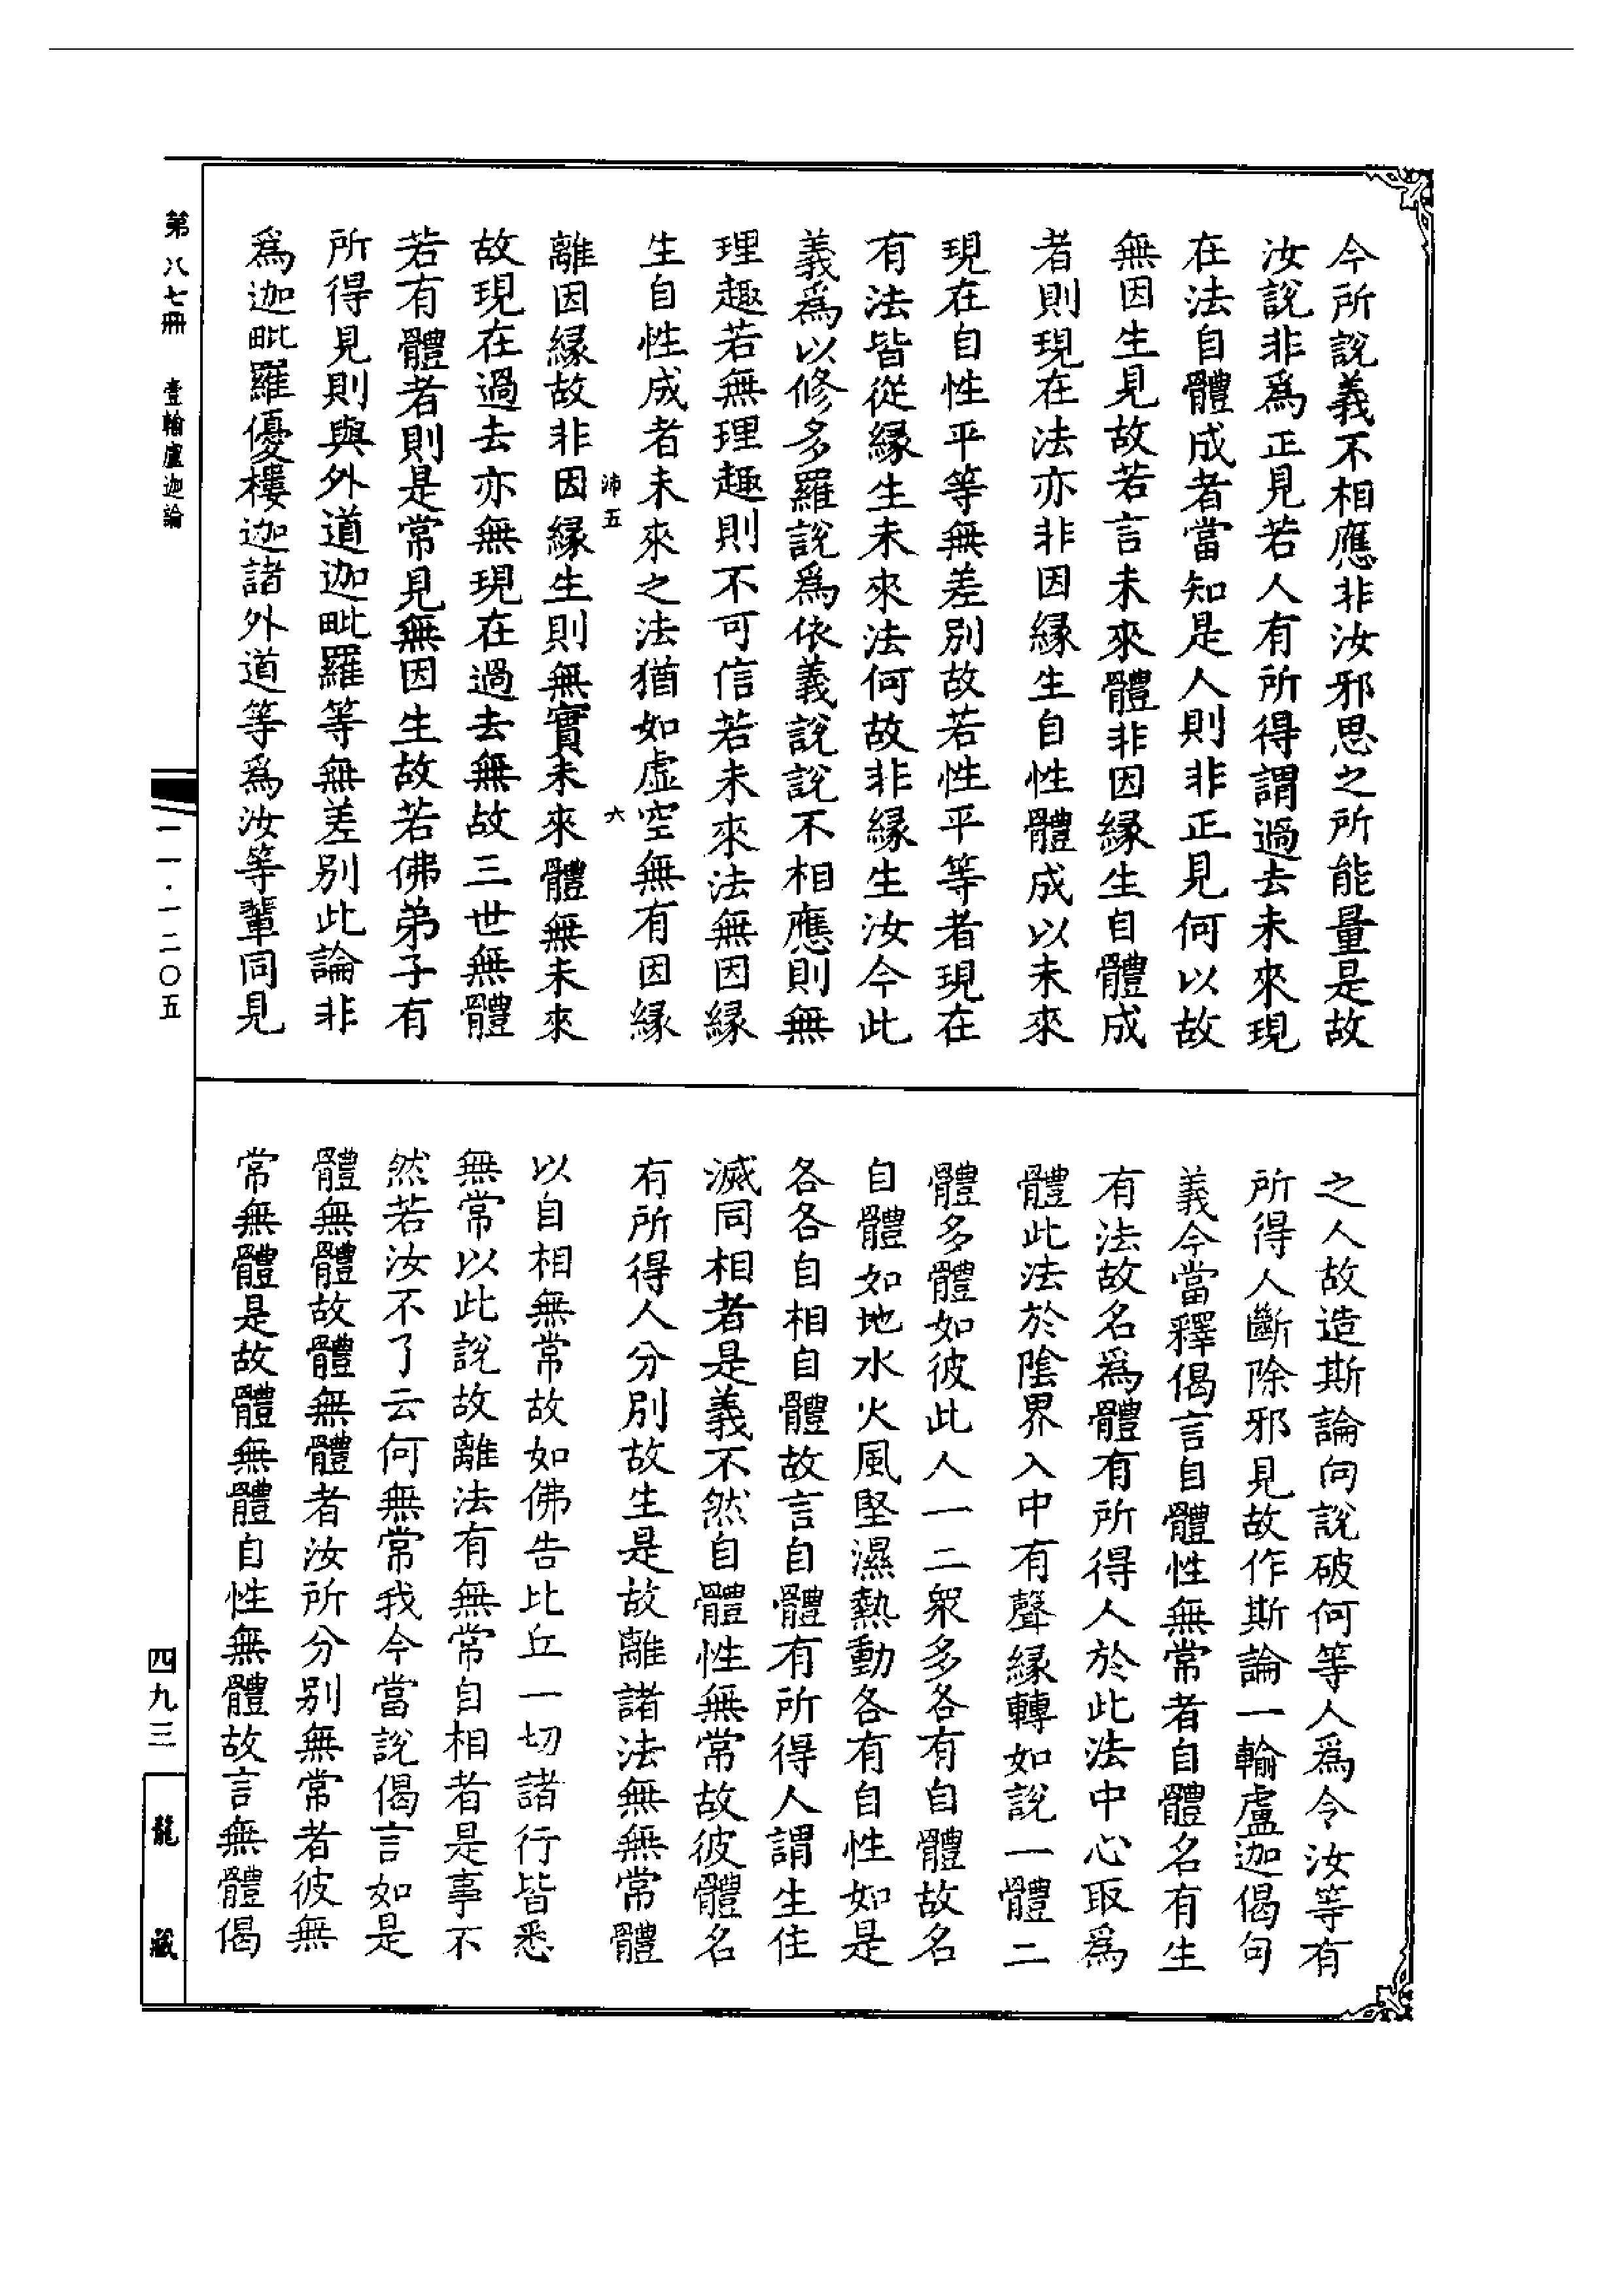 今所說義不相應非汝邪思之所能量是故
汝說非爲正見若人有所得謂過去未來現
在法自體成者當知是人則非正見何以故
無因生見故若言未來體非因緣生自體成
者則現在法亦非因緣生自性體成以未來
現在自性平等無差別故若性平等者現在
有法皆從緣生未來法何故非緣生汝今此
義爲以修多羅說爲依義說說不相應則無
理趣若無理趣則不可信若未來法無因緣
生自性成者未來之法猶如虛空無有因緣
沛五
六
離因緣故非因緣生則無實未來體無未來
故現在過去亦無現在過去無故三世無體
若有體者則是常見無因生故若佛弟子有
所得見則與外道迦毗羅等無差別此論非
爲迦毗羅優樓迦諸外道等爲汝等輩同見
之人故造斯論向說破何等人爲令汝等有
所得人斷除邪見故作斯論一輸盧迦偈句
義今當釋偈言自體性無常者自體名有生
有法故名爲體有所得人於此法中心取爲
體此法於陰界入中有聲緣轉如說一體二
體多體如彼此人一二眾多各有自體故名
自體如地水火風堅濕熱動各有自性如是
各各自相自體故言自體有所得人謂生住
滅同相者是義不然自體性無常故彼體名
有所得人分別故生是故離諸法無無常體
以自相無常故如佛告比丘一切諸行皆悉
無常以此說故離法有無常自相者是事不
然若汝不了云何無常我今當說偈言如是
體無體故體無體者汝所分別無常者彼無
常無體是故體無體自性無體故言無體偈
第八七冊　壹輸盧迦論
一一·一二〇五
四九三
龍藏